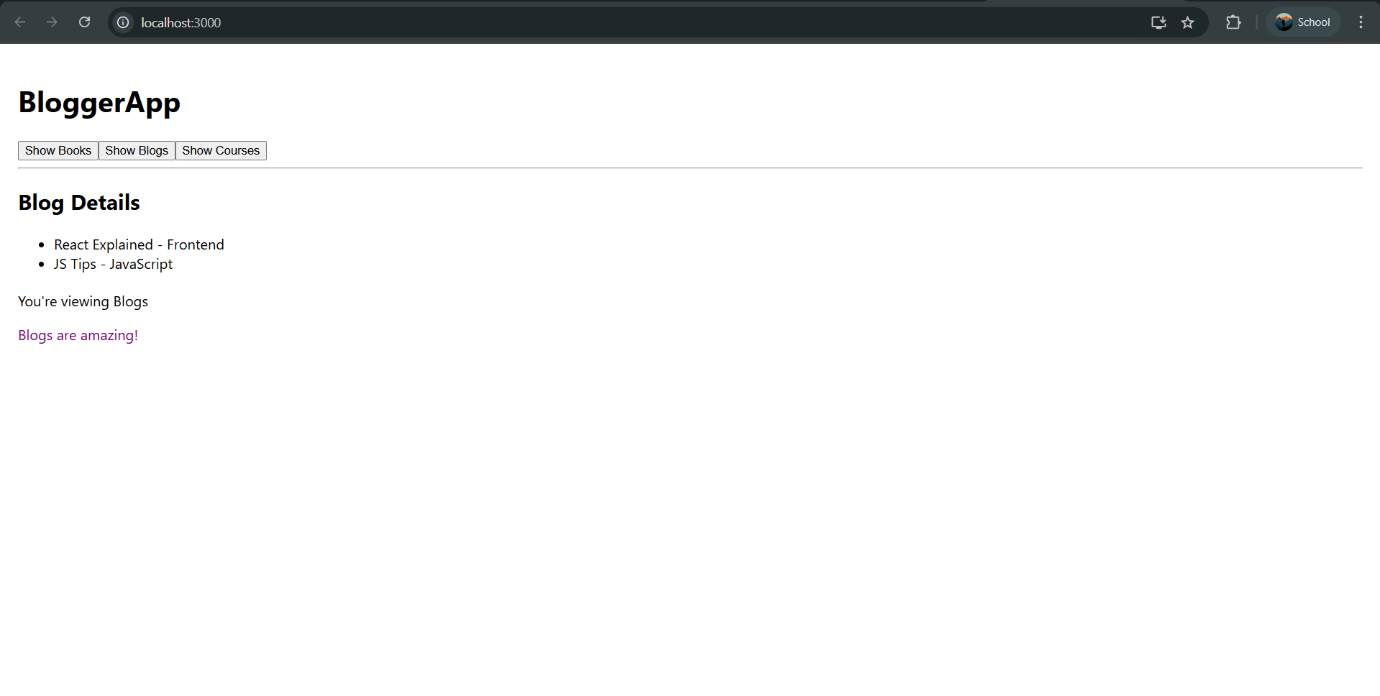 localhost:3000
School
BloggerApp
Show Books Show Blogs Show Courses
Blog Details
• React Explained - Frontend
• JS Tips - JavaScript
You're viewing Blogs
Blogs are amazing!